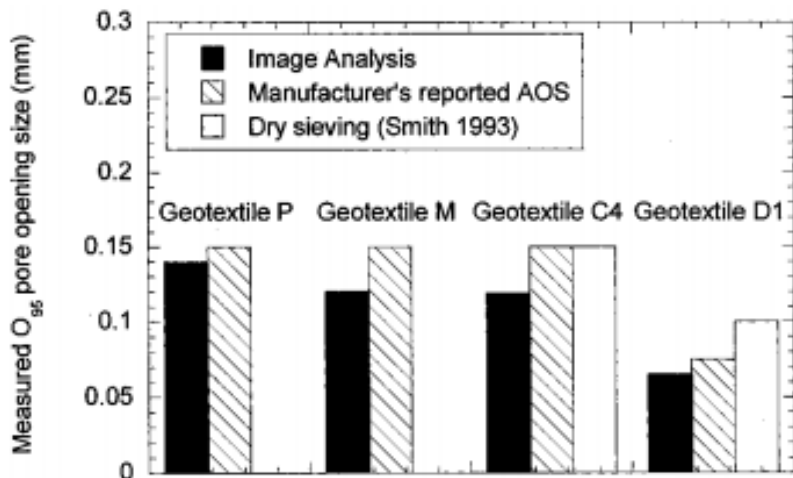 Measured O₉₅ pore opening size (mm)
0.3
0.25
0.2
0.15
0.1
0.05
0
Image Analysis
Manufacturer's reported AOS
Dry sieving (Smith 1993)
Geotextile P
Geotextile M
Geotextile C4
Geotextile D1